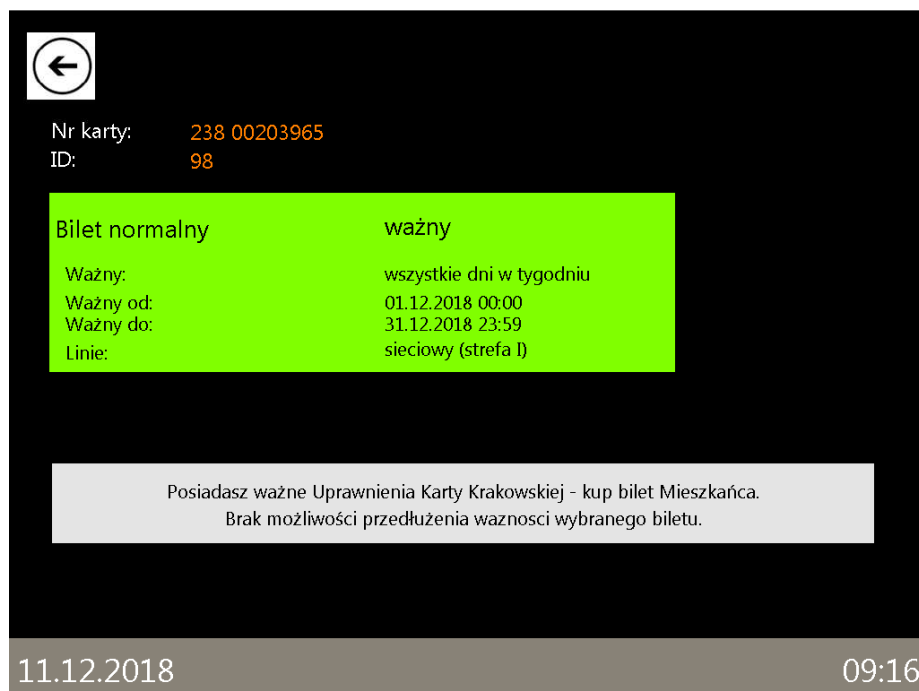 Nr karty: 238 00203965
ID: 98
Bilet normalny ważny
Ważny: wszystkie dni w tygodniu
Ważny od: 01.12.2018 00:00
Ważny do: 31.12.2018 23:59
Linie: sieciowy (strefa I)
Posiadasz ważne Uprawnienia Karty Krakowskiej - kup bilet Mieszkańca.
Brak możliwości przedłużenia waznosci wybranego biletu.
11.12.2018 09:16